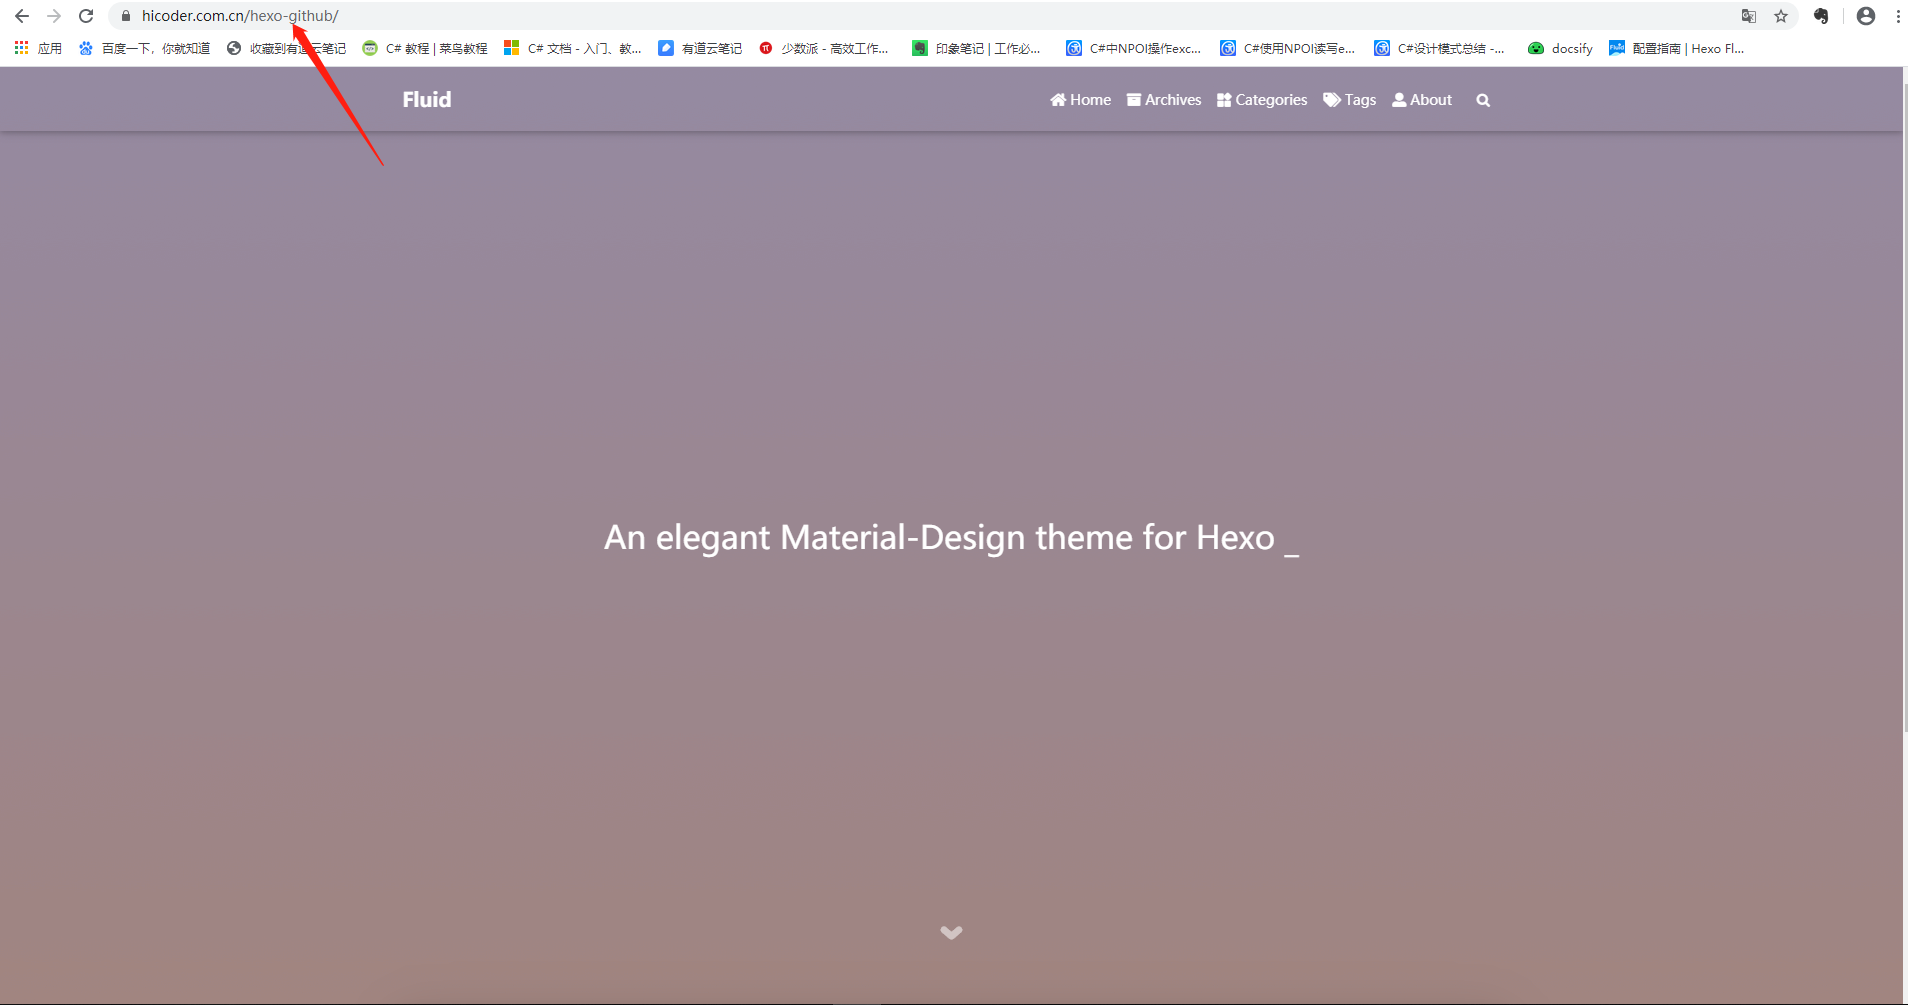 hicoder.com.cn/hexo-github/
应用 百度一下，你就知道 收藏到有道云笔记 C# 教程 | 菜鸟教程 C# 文档 - 入门、教... 有道云笔记 少数派 - 高效工作... 印象笔记 | 工作必... C#中NPOI操作exc... C#使用NPOI读写e... C#设计模式总结 -... docsify 配置指南 | Hexo Fl...
Fluid Home Archives Categories Tags About
An elegant Material-Design theme for Hexo _